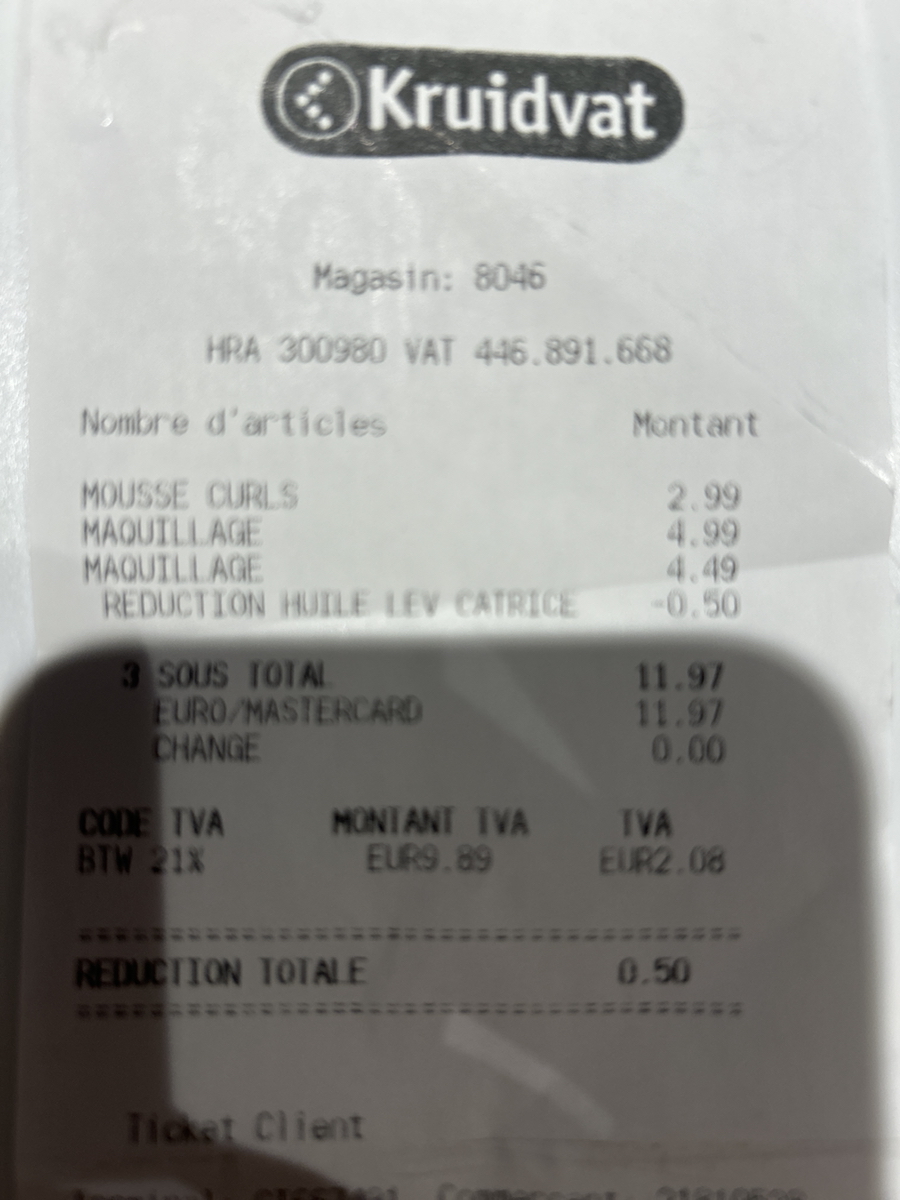 Kruidvat
Magasin: 8046
HRA 300980 VAT 446.891.668
Nombre d'articles Montant
MOUSSE CURLS 2.99
MAQUILLAGE 4.99
MAQUILLAGE 4.49
REDUCTION HUILE LEV CATRICE -0.50
3 SOUS TOTAL 11.97
EURO/MASTERCARD 11.97
CHANGE 0.00
CODE TVA MONTANT TVA TVA
BTW 21% EUR9.89 EUR2.08
REDUCTION TOTALE 0.50
Ticket Client